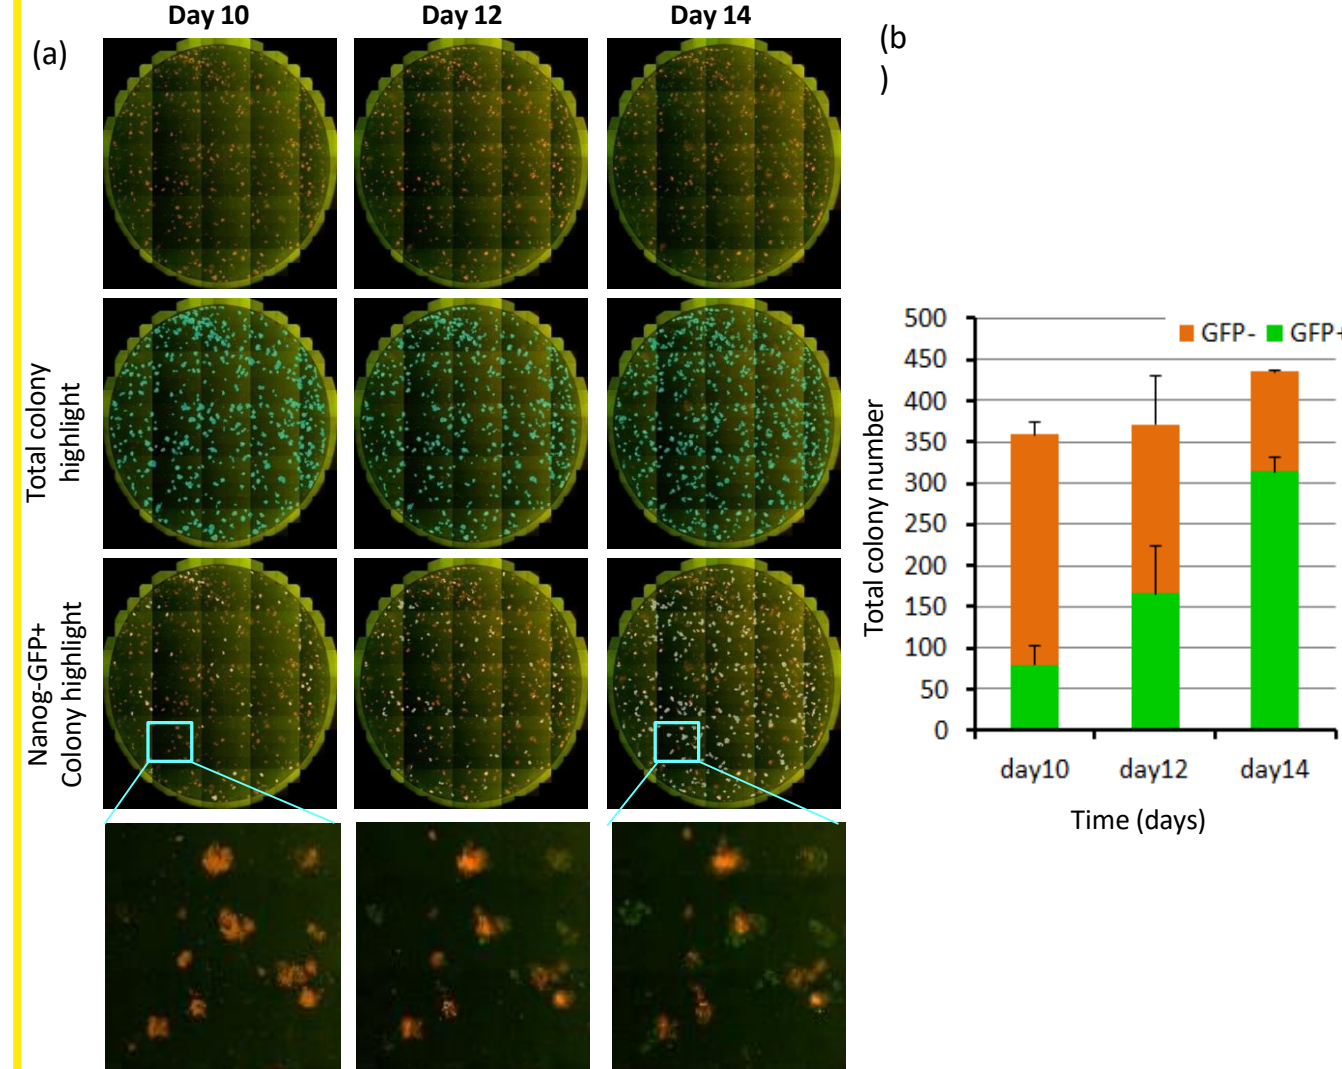 Day 10
Day 12
Day 14
(a)
Total colony
highlight
Nanog-GFP+
Colony highlight
(b
)
GFP-
GFP+
500
450
400
350
300
250
200
150
100
50
0
Total colony number
day10
day12
day14
Time (days)